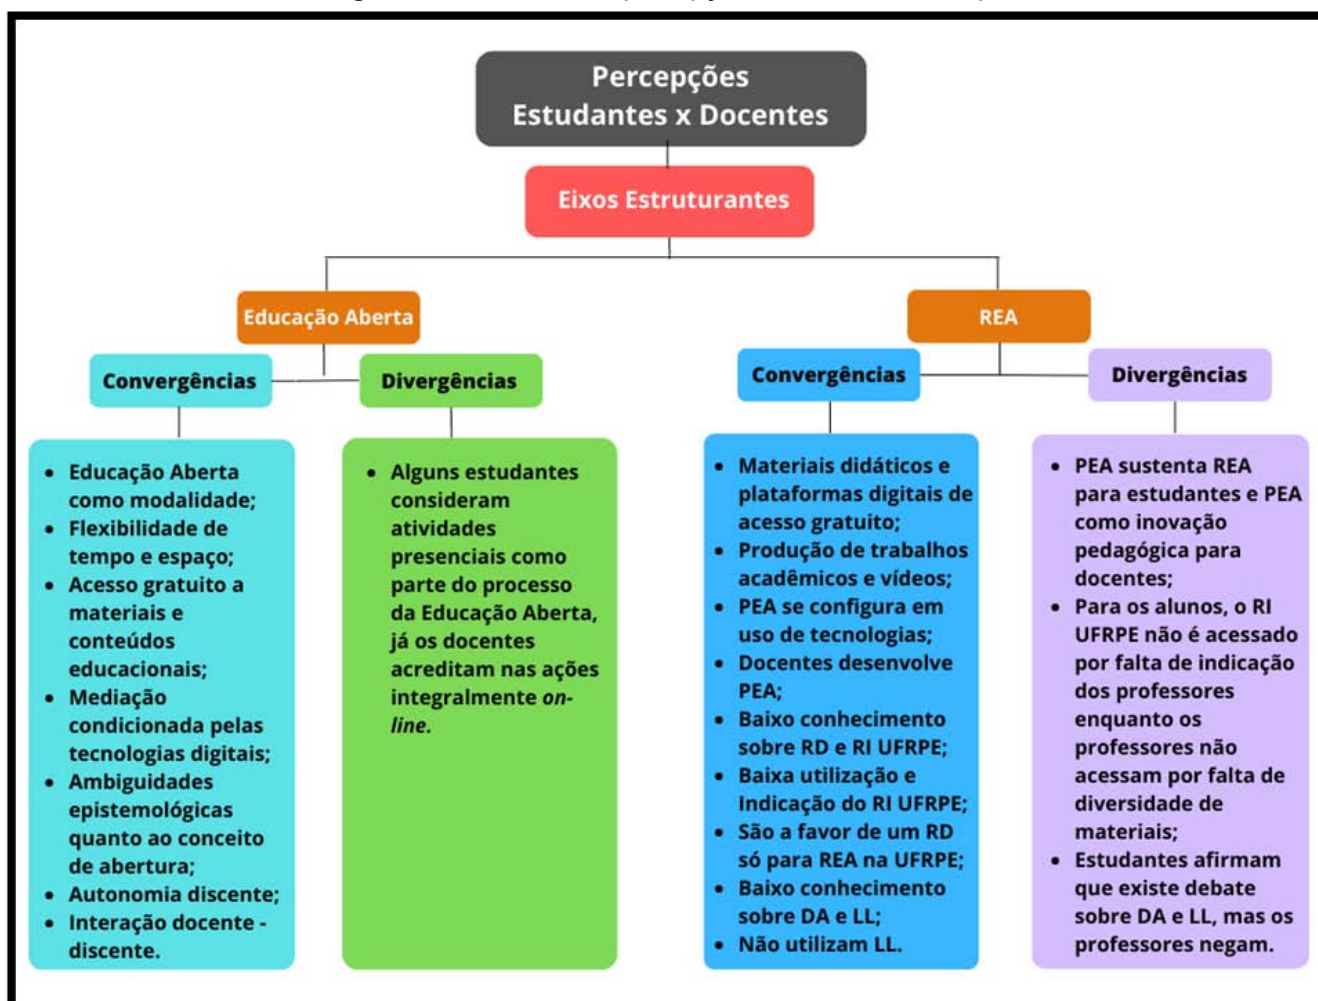 Percepções
Estudantes x Docentes
Eixos Estruturantes
Educação Aberta
REA
Convergências
Divergências
Convergências
Divergências
• Educação Aberta
como modalidade;
• Flexibilidade de
tempo e espaço;
• Acesso gratuito a
materiais e
conteúdos
educacionais;
• Mediação
condicionada pelas
tecnologias digitais;
• Ambiguidades
epistemológicas
quanto ao conceito
de abertura;
• Autonomia discente;
• Interação docente -
discente.
• Alguns estudantes
consideram
atividades
presenciais como
parte do processo
da Educação Aberta,
já os docentes
acreditam nas ações
integralmente on-
line.
• Materiais didáticos e
plataformas digitais de
acesso gratuito;
• Produção de trabalhos
acadêmicos e vídeos;
• PEA se configura em
uso de tecnologias;
• Docentes desenvolve
PEA;
• Baixo conhecimento
sobre RD e RI UFRPE;
• Baixa utilização e
Indicação do RI UFRPE;
• São a favor de um RD
só para REA na UFRPE;
• Baixo conhecimento
sobre DA e LL;
• Não utilizam LL.
• PEA sustenta REA
para estudantes e PEA
como inovação
pedagógica para
docentes;
• Para os alunos, o RI
UFRPE não é acessado
por falta de indicação
dos professores
enquanto os
professores não
acessam por falta de
diversidade de
materiais;
• Estudantes afirmam
que existe debate
sobre DA e LL, mas os
professores negam.